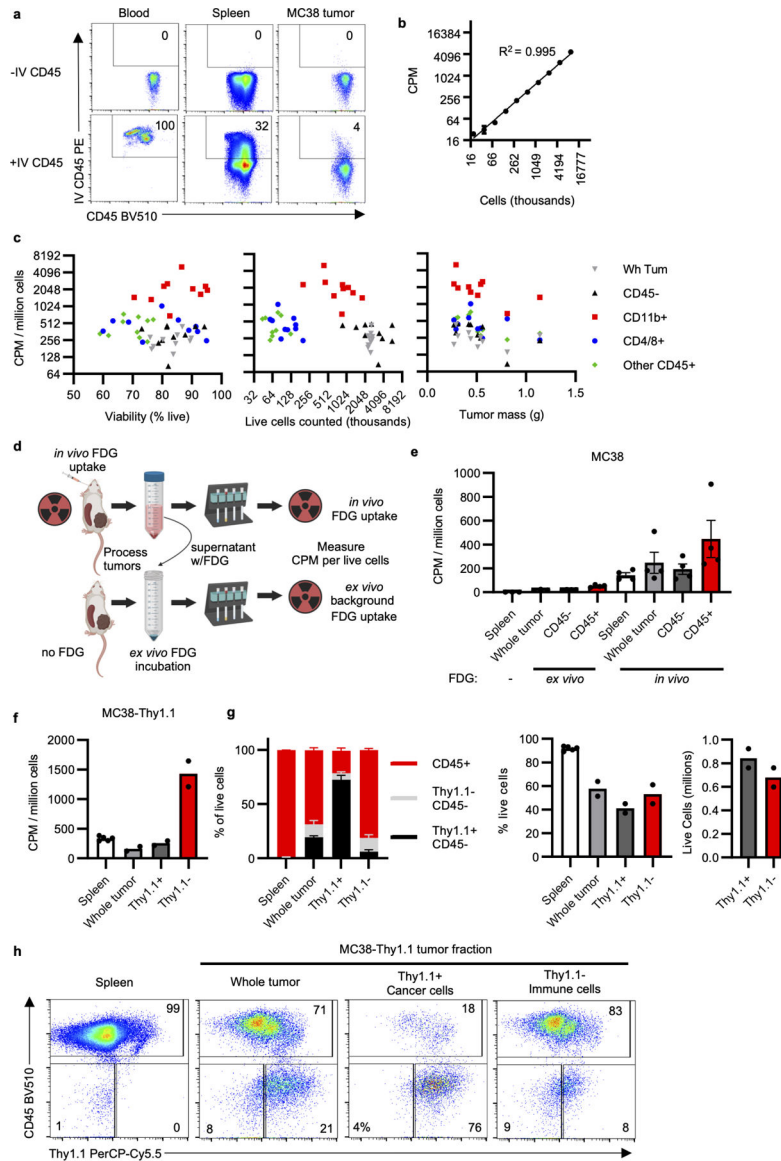 a
Blood Spleen MC38 tumor
0 0 0
-IV CD45
100 32 4
+IV CD45
IV CD45 PE
CD45 BV510
b
CPM
16384
4096
1024
256
64
16
R² = 0.995
16 66 262 1049 4194 16777
Cells (thousands)
c
CPM / million cells
8192
4096
2048
1024
512
256
128
64
50 60 70 80 90 100
Viability (% live)
32 64 128 256 512 1024 2048 4096 8192
Live cells counted (thousands)
0.0 0.5 1.0 1.5
Tumor mass (g)
Wh Tum
CD45-
CD11b+
CD4/8+
Other CD45+
d
in vivo FDG
uptake
in vivo
FDG uptake
Process
tumors
supernatant
w/FDG
Measure
CPM per live cells
ex vivo
background
FDG uptake
no FDG
ex vivo FDG
incubation
e
MC38
CPM / million cells
1000
800
600
400
200
0
Spleen Whole tumor CD45- CD45+ Spleen Whole tumor CD45- CD45+
FDG: - ex vivo in vivo
f
MC38-Thy1.1
CPM / million cells
2000
1500
1000
500
0
Spleen Whole tumor Thy1.1+ Thy1.1-
g
% of live cells
100
50
0
Spleen Whole tumor Thy1.1+ Thy1.1-
CD45+
Thy1.1-
CD45-
Thy1.1+
CD45-
% live cells
100
80
60
40
20
0
Spleen Whole tumor Thy1.1+ Thy1.1-
Live Cells (millions)
1.0
0.8
0.6
0.4
0.2
0.0
Thy1.1+ Thy1.1-
h
MC38-Thy1.1 tumor fraction
Spleen Whole tumor Thy1.1+ Cancer cells Thy1.1- Immune cells
99 71 18 83
1 0 8 21 4% 76 9 8
CD45 BV510
Thy1.1 PerCP-Cy5.5